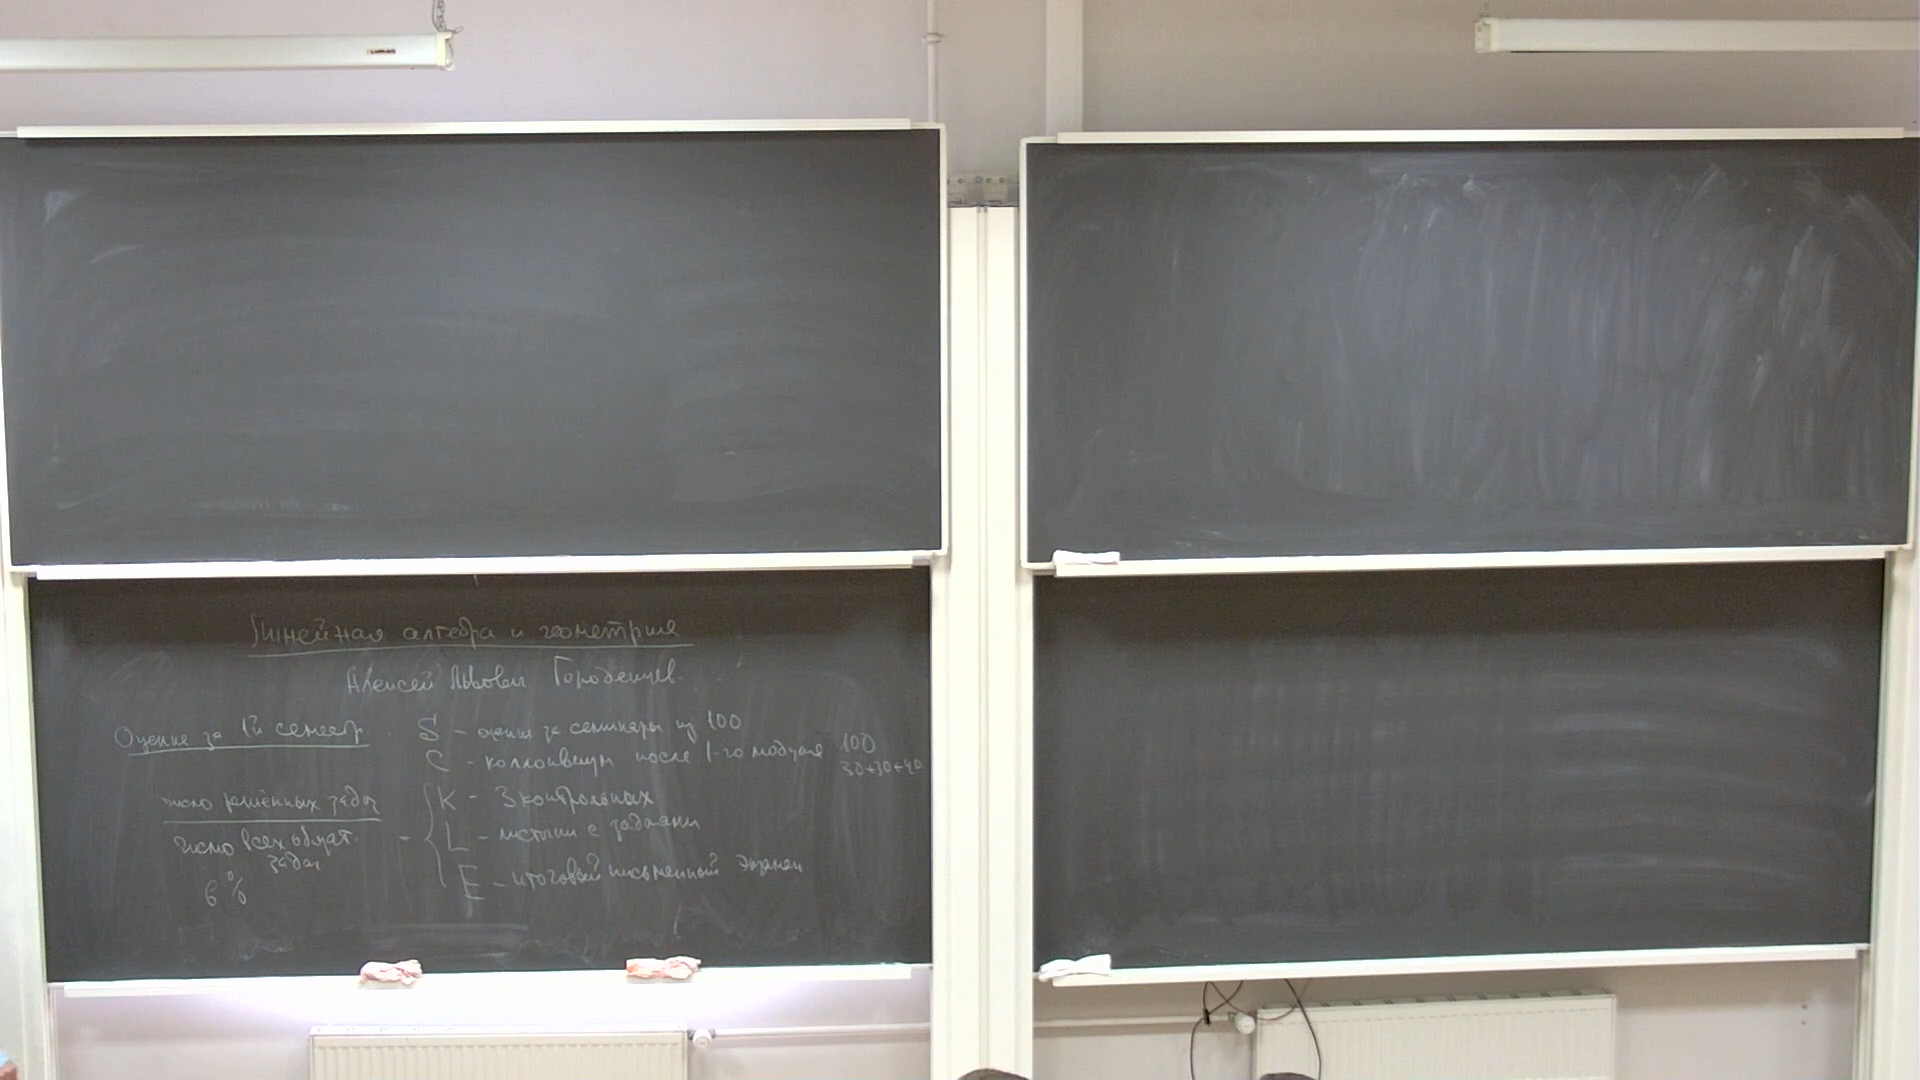 Линейная алгебра и геометрия
Алексей Львович Городенцев.
Оценка за 1й семестр. S - оценка за семинары из 100
C - коллоквиум после 1-го модуля 100
30+30+40
число решённых задач
число всех обязат.
задач
6 %
- { K - 3 контрольных
L - листки с задачами
E - итоговый письменный экзамен